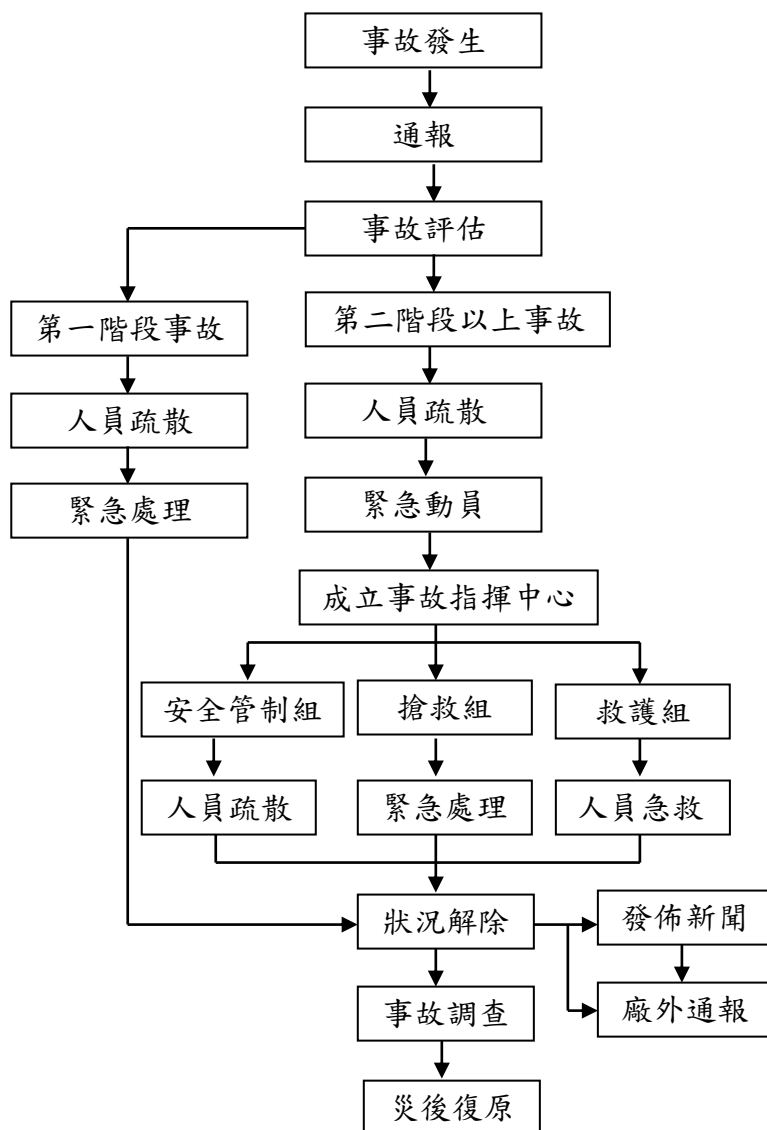 事故發生
通報
事故評估
第一階段事故
第二階段以上事故
人員疏散
人員疏散
緊急處理
緊急動員
成立事故指揮中心
安全管制組
搶救組
救護組
人員疏散
緊急處理
人員急救
狀況解除
發佈新聞
事故調查
廠外通報
災後復原